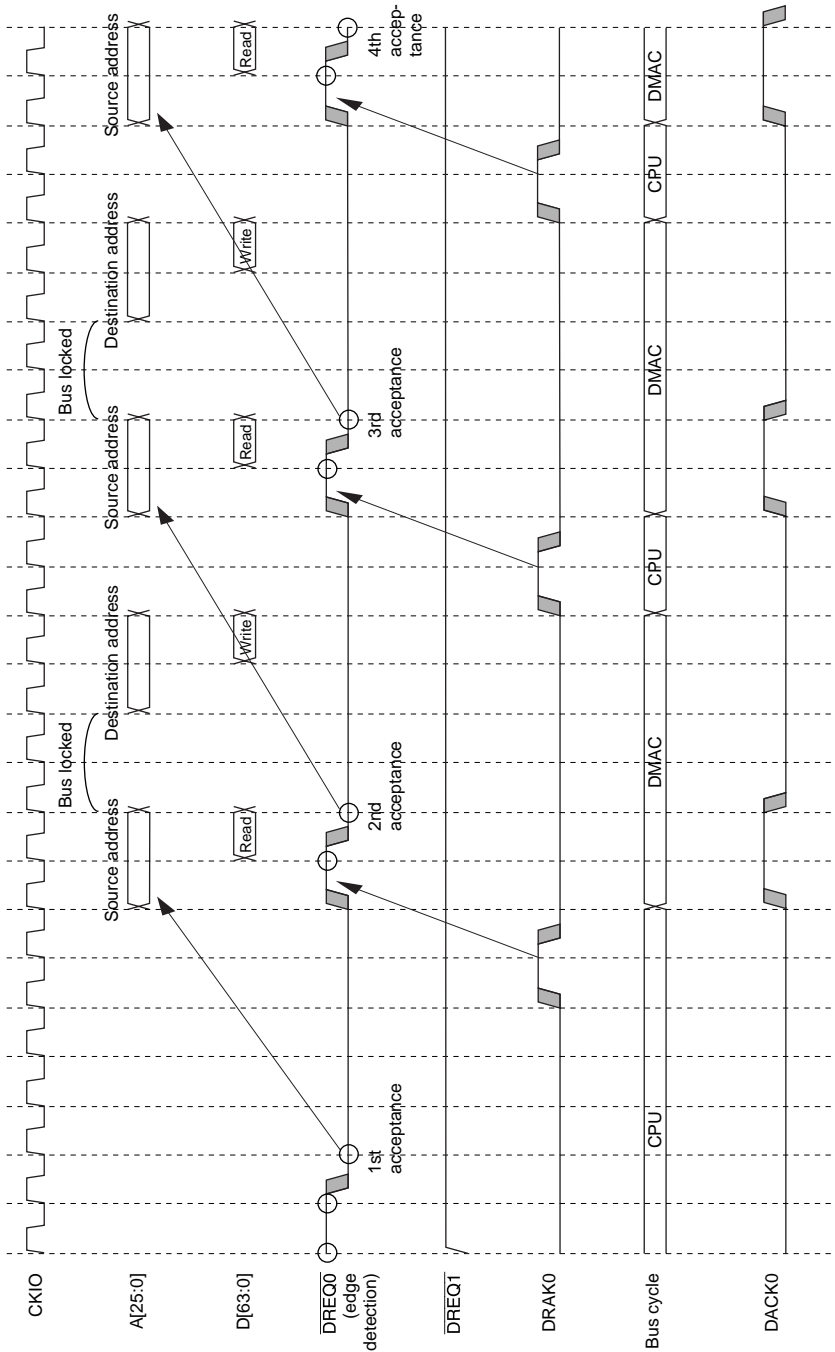 CKIO
Bus locked
Bus locked
Source address
Destination address
Source address
Destination address
Source address
A[25:0]
D[63:0]
Read
Write
Read
Write
Read
DREQ0
(edge
detection)
1st
acceptance
2nd
acceptance
3rd
acceptance
4th
accep-
tance
DREQ1
DRAK0
Bus cycle
CPU
DMAC
CPU
DMAC
CPU
DMAC
DACK0